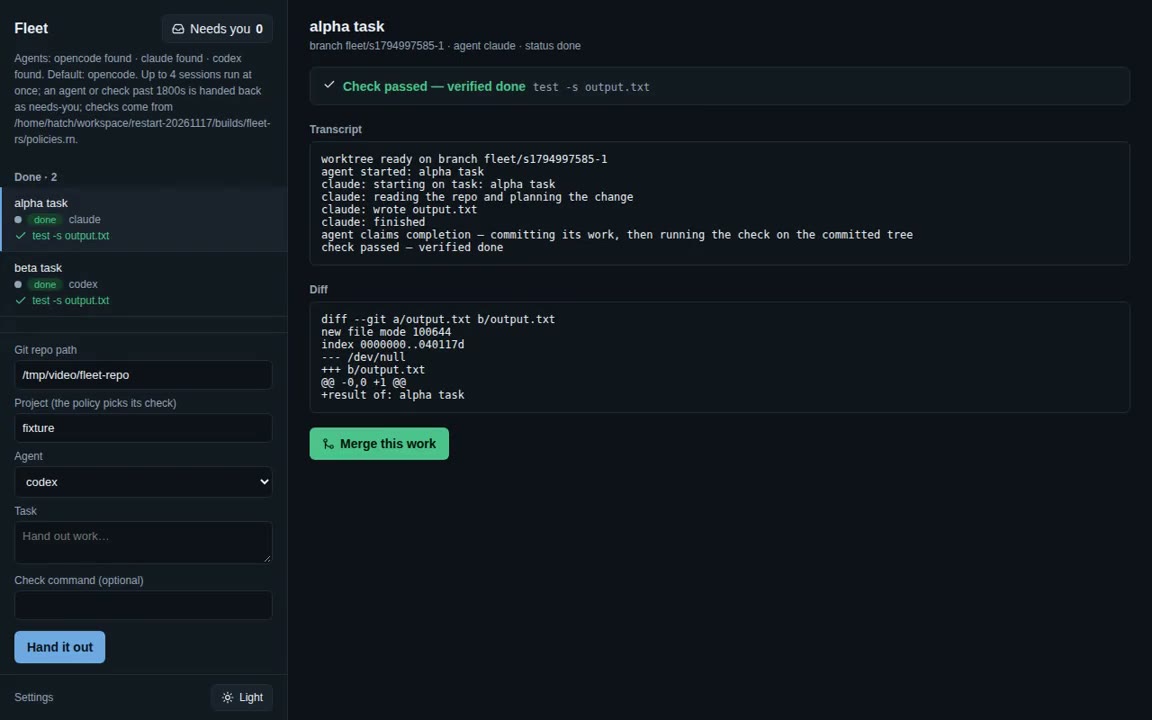 Fleet
Needs you 0
Agents: opencode found · claude found · codex
found. Default: opencode. Up to 4 sessions run at
once; an agent or check past 1800s is handed back
as needs-you; checks come from
/home/hatch/workspace/restart-20261117/builds/fleet-
rs/policies.rn.
Done · 2
alpha task
done claude
test -s output.txt
beta task
done codex
test -s output.txt
Git repo path
/tmp/video/fleet-repo
Project (the policy picks its check)
fixture
Agent
codex
Task
Hand out work…
Check command (optional)
Hand it out
Settings
Light
alpha task
branch fleet/s1794997585-1 · agent claude · status done
Check passed — verified done test -s output.txt
Transcript
worktree ready on branch fleet/s1794997585-1
agent started: alpha task
claude: starting on task: alpha task
claude: reading the repo and planning the change
claude: wrote output.txt
claude: finished
agent claims completion — committing its work, then running the check on the committed tree
check passed — verified done
Diff
diff --git a/output.txt b/output.txt
new file mode 100644
index 0000000..040117d
--- /dev/null
+++ b/output.txt
@@ -0,0 +1 @@
+result of: alpha task
Merge this work